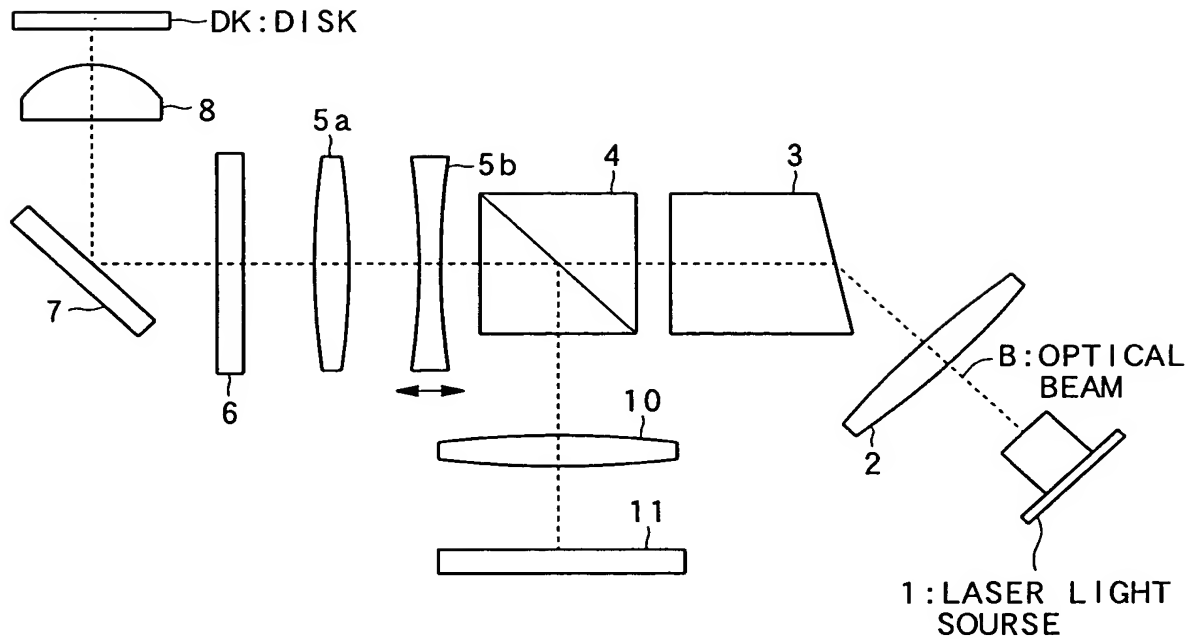 DK:DISK
8
5a
5b
4
3
7
6
B:OPTICAL
BEAM
10
2
11
1:LASER LIGHT
SOURSE